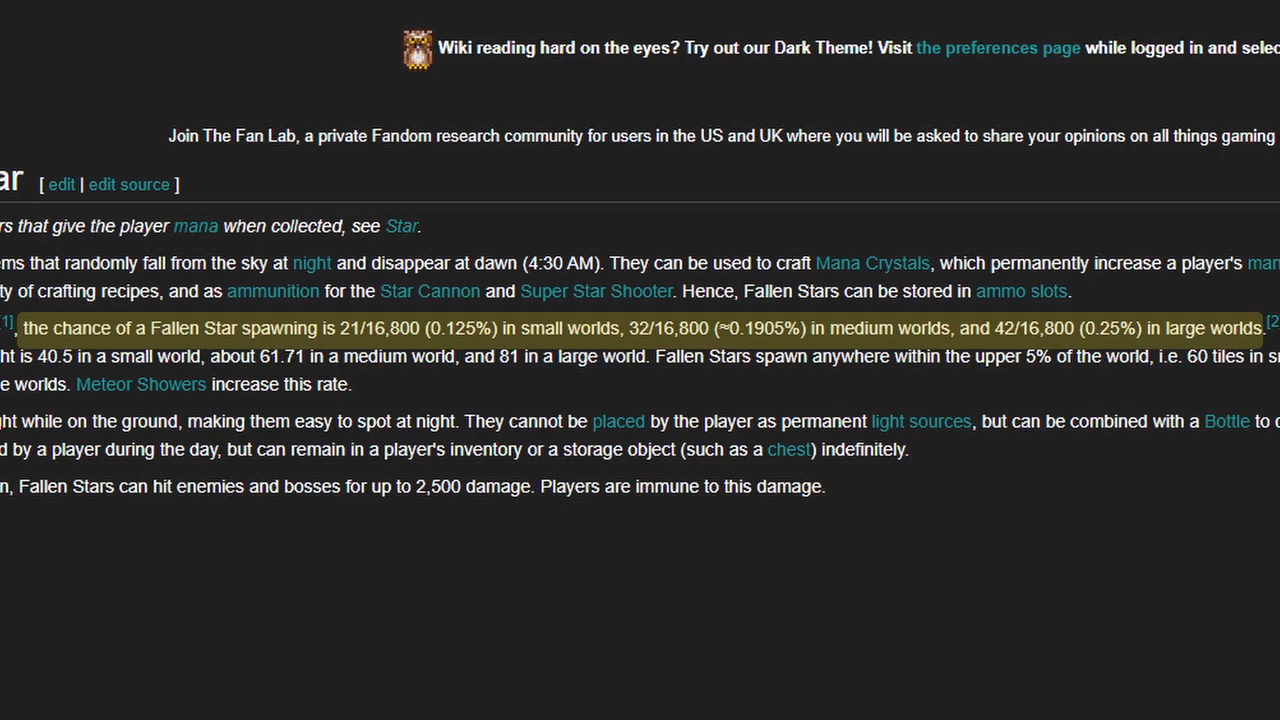 Wiki reading hard on the eyes? Try out our Dark Theme! Visit the preferences page while logged in and selec
Join The Fan Lab, a private Fandom research community for users in the US and UK where you will be asked to share your opinions on all things gaming
ar [ edit | edit source ]
rs that give the player mana when collected, see Star.
ems that randomly fall from the sky at night and disappear at dawn (4:30 AM). They can be used to craft Mana Crystals, which permanently increase a player's man
ty of crafting recipes, and as ammunition for the Star Cannon and Super Star Shooter. Hence, Fallen Stars can be stored in ammo slots.
1], the chance of a Fallen Star spawning is 21/16,800 (0.125%) in small worlds, 32/16,800 (≈0.1905%) in medium worlds, and 42/16,800 (0.25%) in large worlds.[2
ht is 40.5 in a small world, about 61.71 in a medium world, and 81 in a large world. Fallen Stars spawn anywhere within the upper 5% of the world, i.e. 60 tiles in s
e worlds. Meteor Showers increase this rate.
ht while on the ground, making them easy to spot at night. They cannot be placed by the player as permanent light sources, but can be combined with a Bottle to c
d by a player during the day, but can remain in a player's inventory or a storage object (such as a chest) indefinitely.
n, Fallen Stars can hit enemies and bosses for up to 2,500 damage. Players are immune to this damage.